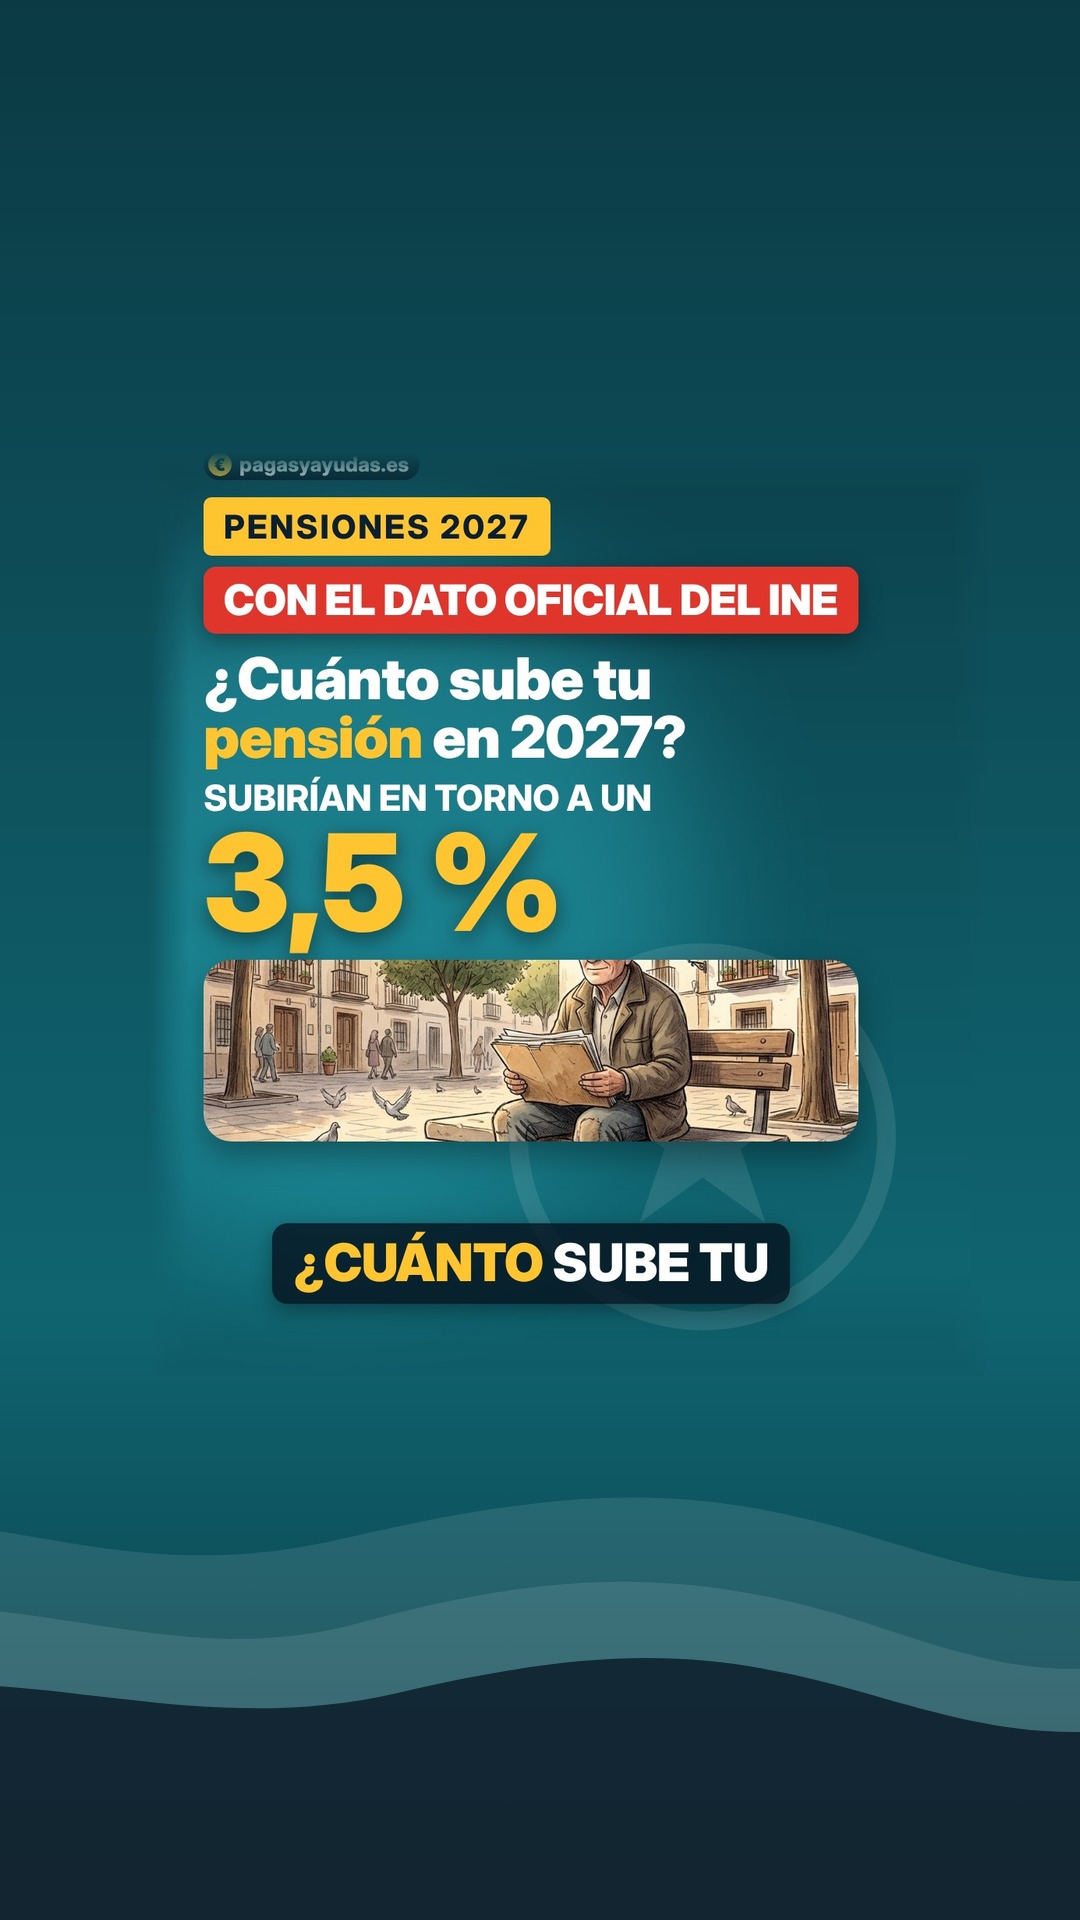 € pagasyayudas.es
PENSIONES 2027
CON EL DATO OFICIAL DEL INE
¿Cuánto sube tu
pensión en 2027?
SUBIRÍAN EN TORNO A UN
3,5 %
¿CUÁNTO SUBE TU